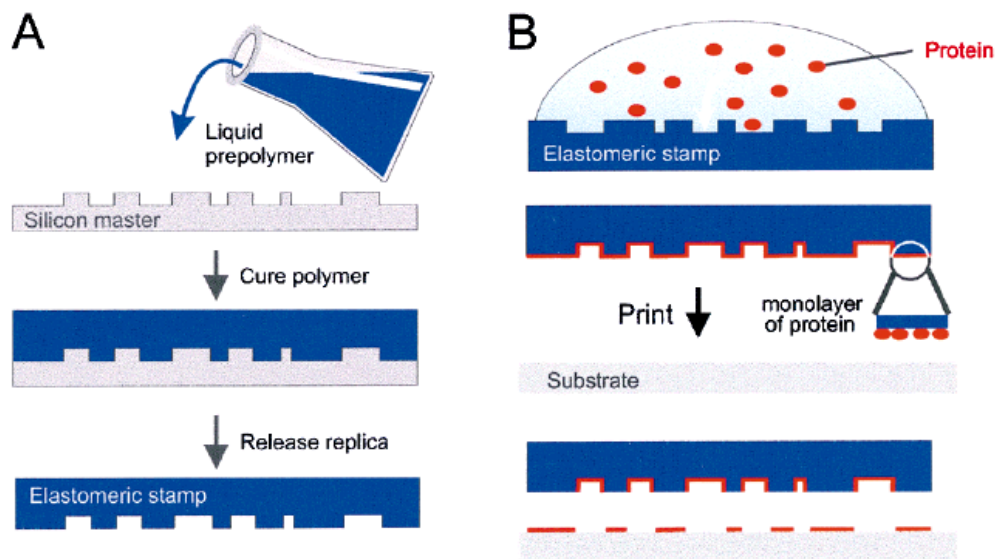 A
Liquid
prepolymer
Silicon master
Cure polymer
Release replica
Elastomeric stamp
B
Protein
Elastomeric stamp
Print
monolayer
of protein
Substrate